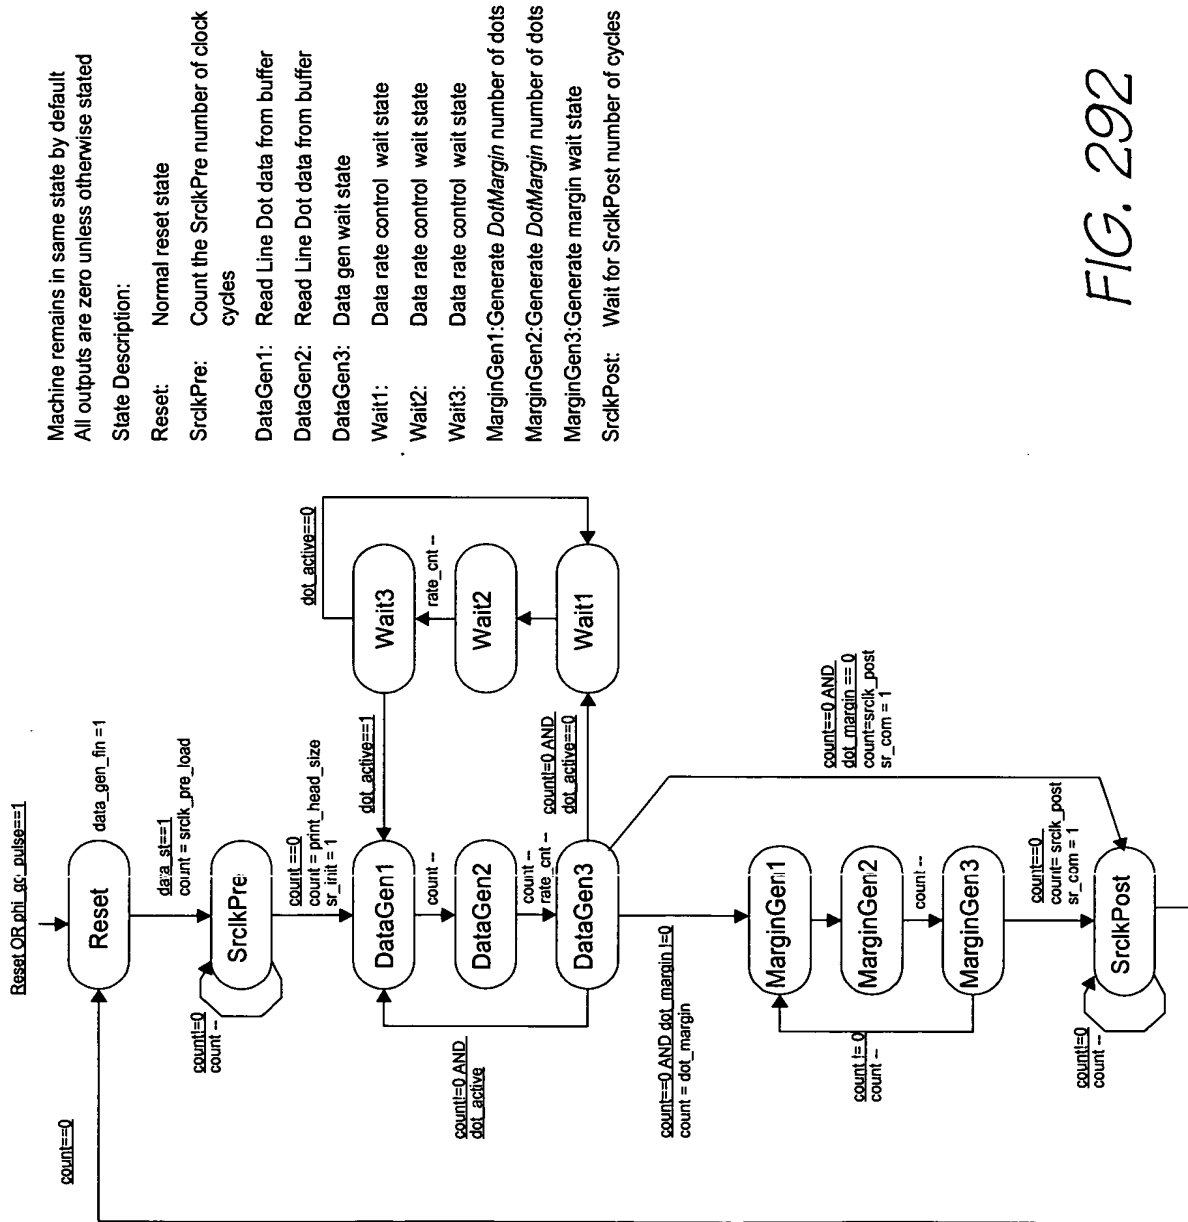 Reset OR phi_gc_pulse==1
Reset
data_gen_fin =1
count==0
data_st==1
count = srclk_pre_load
SrclkPre
count!=0
count --
count ==0
count = print_head_size
sr_init = 1
DataGen1
count --
DataGen2
count --
rate_cnt --
DataGen3
count!=0 AND
dot_active
dot_active==1
dot_active==0
Wait3
rate_cnt --
Wait2
Wait1
count!=0 AND
dot_active==0
count==0 AND dot_margin !=0
count = dot_margin
count==0 AND
dot_margin == 0
count=srclk_post
sr_com = 1
MarginGen1
MarginGen2
count --
MarginGen3
count != 0
count --
count==0
count= srclk_post
sr_com = 1
SrclkPost
count!=0
count --
Machine remains in same state by default
All outputs are zero unless otherwise stated
State Description:
Reset: Normal reset state
SrclkPre: Count the SrclkPre number of clock
cycles
DataGen1: Read Line Dot data from buffer
DataGen2: Read Line Dot data from buffer
DataGen3: Data gen wait state
Wait1: Data rate control wait state
Wait2: Data rate control wait state
Wait3: Data rate control wait state
MarginGen1:Generate DotMargin number of dots
MarginGen2:Generate DotMargin number of dots
MarginGen3:Generate margin wait state
SrclkPost: Wait for SrclkPost number of cycles
FIG. 292